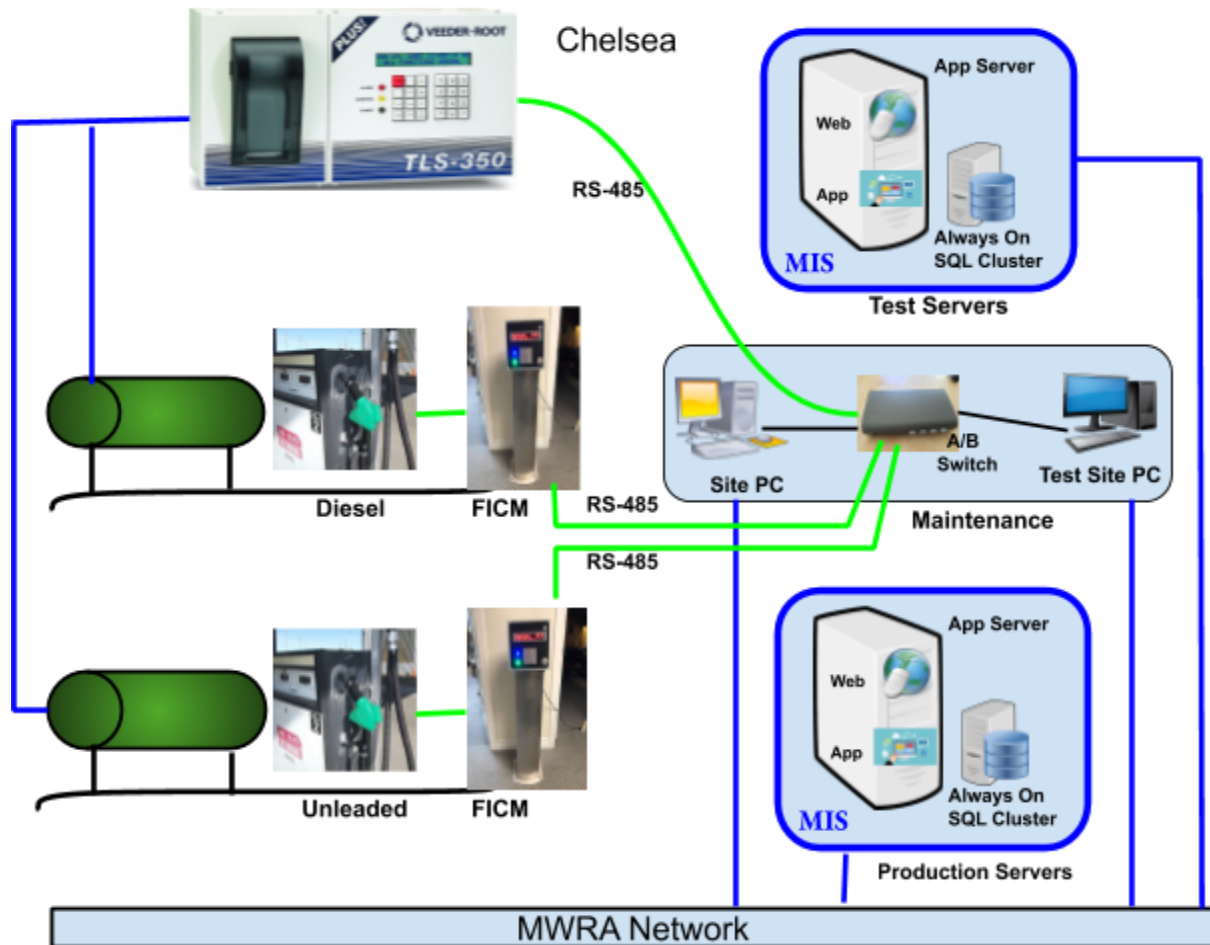 PLUS!
VEEDER-ROOT
TLS-350
Chelsea
RS-485
App Server
Web
App
Always On
SQL Cluster
MIS
Test Servers
Diesel
FICM
RS-485
Site PC
A/B
Switch
Test Site PC
Maintenance
RS-485
Unleaded
FICM
App Server
Web
App
Always On
SQL Cluster
MIS
Production Servers
MWRA Network